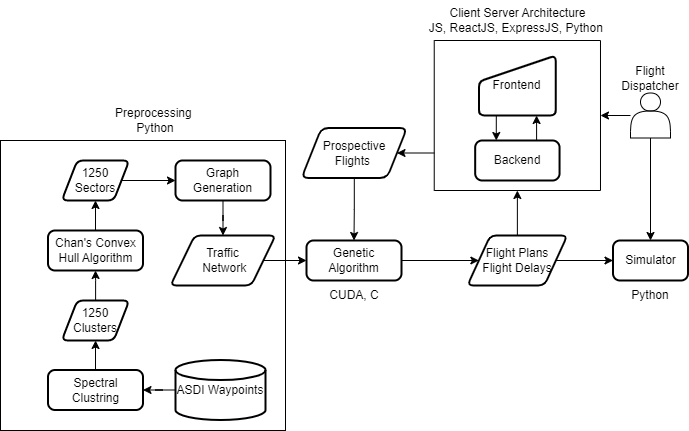 Client Server Architecture
JS, ReactJS, ExpressJS, Python
Frontend
Backend
Flight
Dispatcher
Preprocessing
Python
1250
Sectors
Graph
Generation
Prospective
Flights
Chan's Convex
Hull Algorithm
Traffic
Network
Genetic
Algorithm
CUDA, C
Flight Plans
Flight Delays
Simulator
Python
1250
Clusters
Spectral
Clustring
ASDI Waypoints